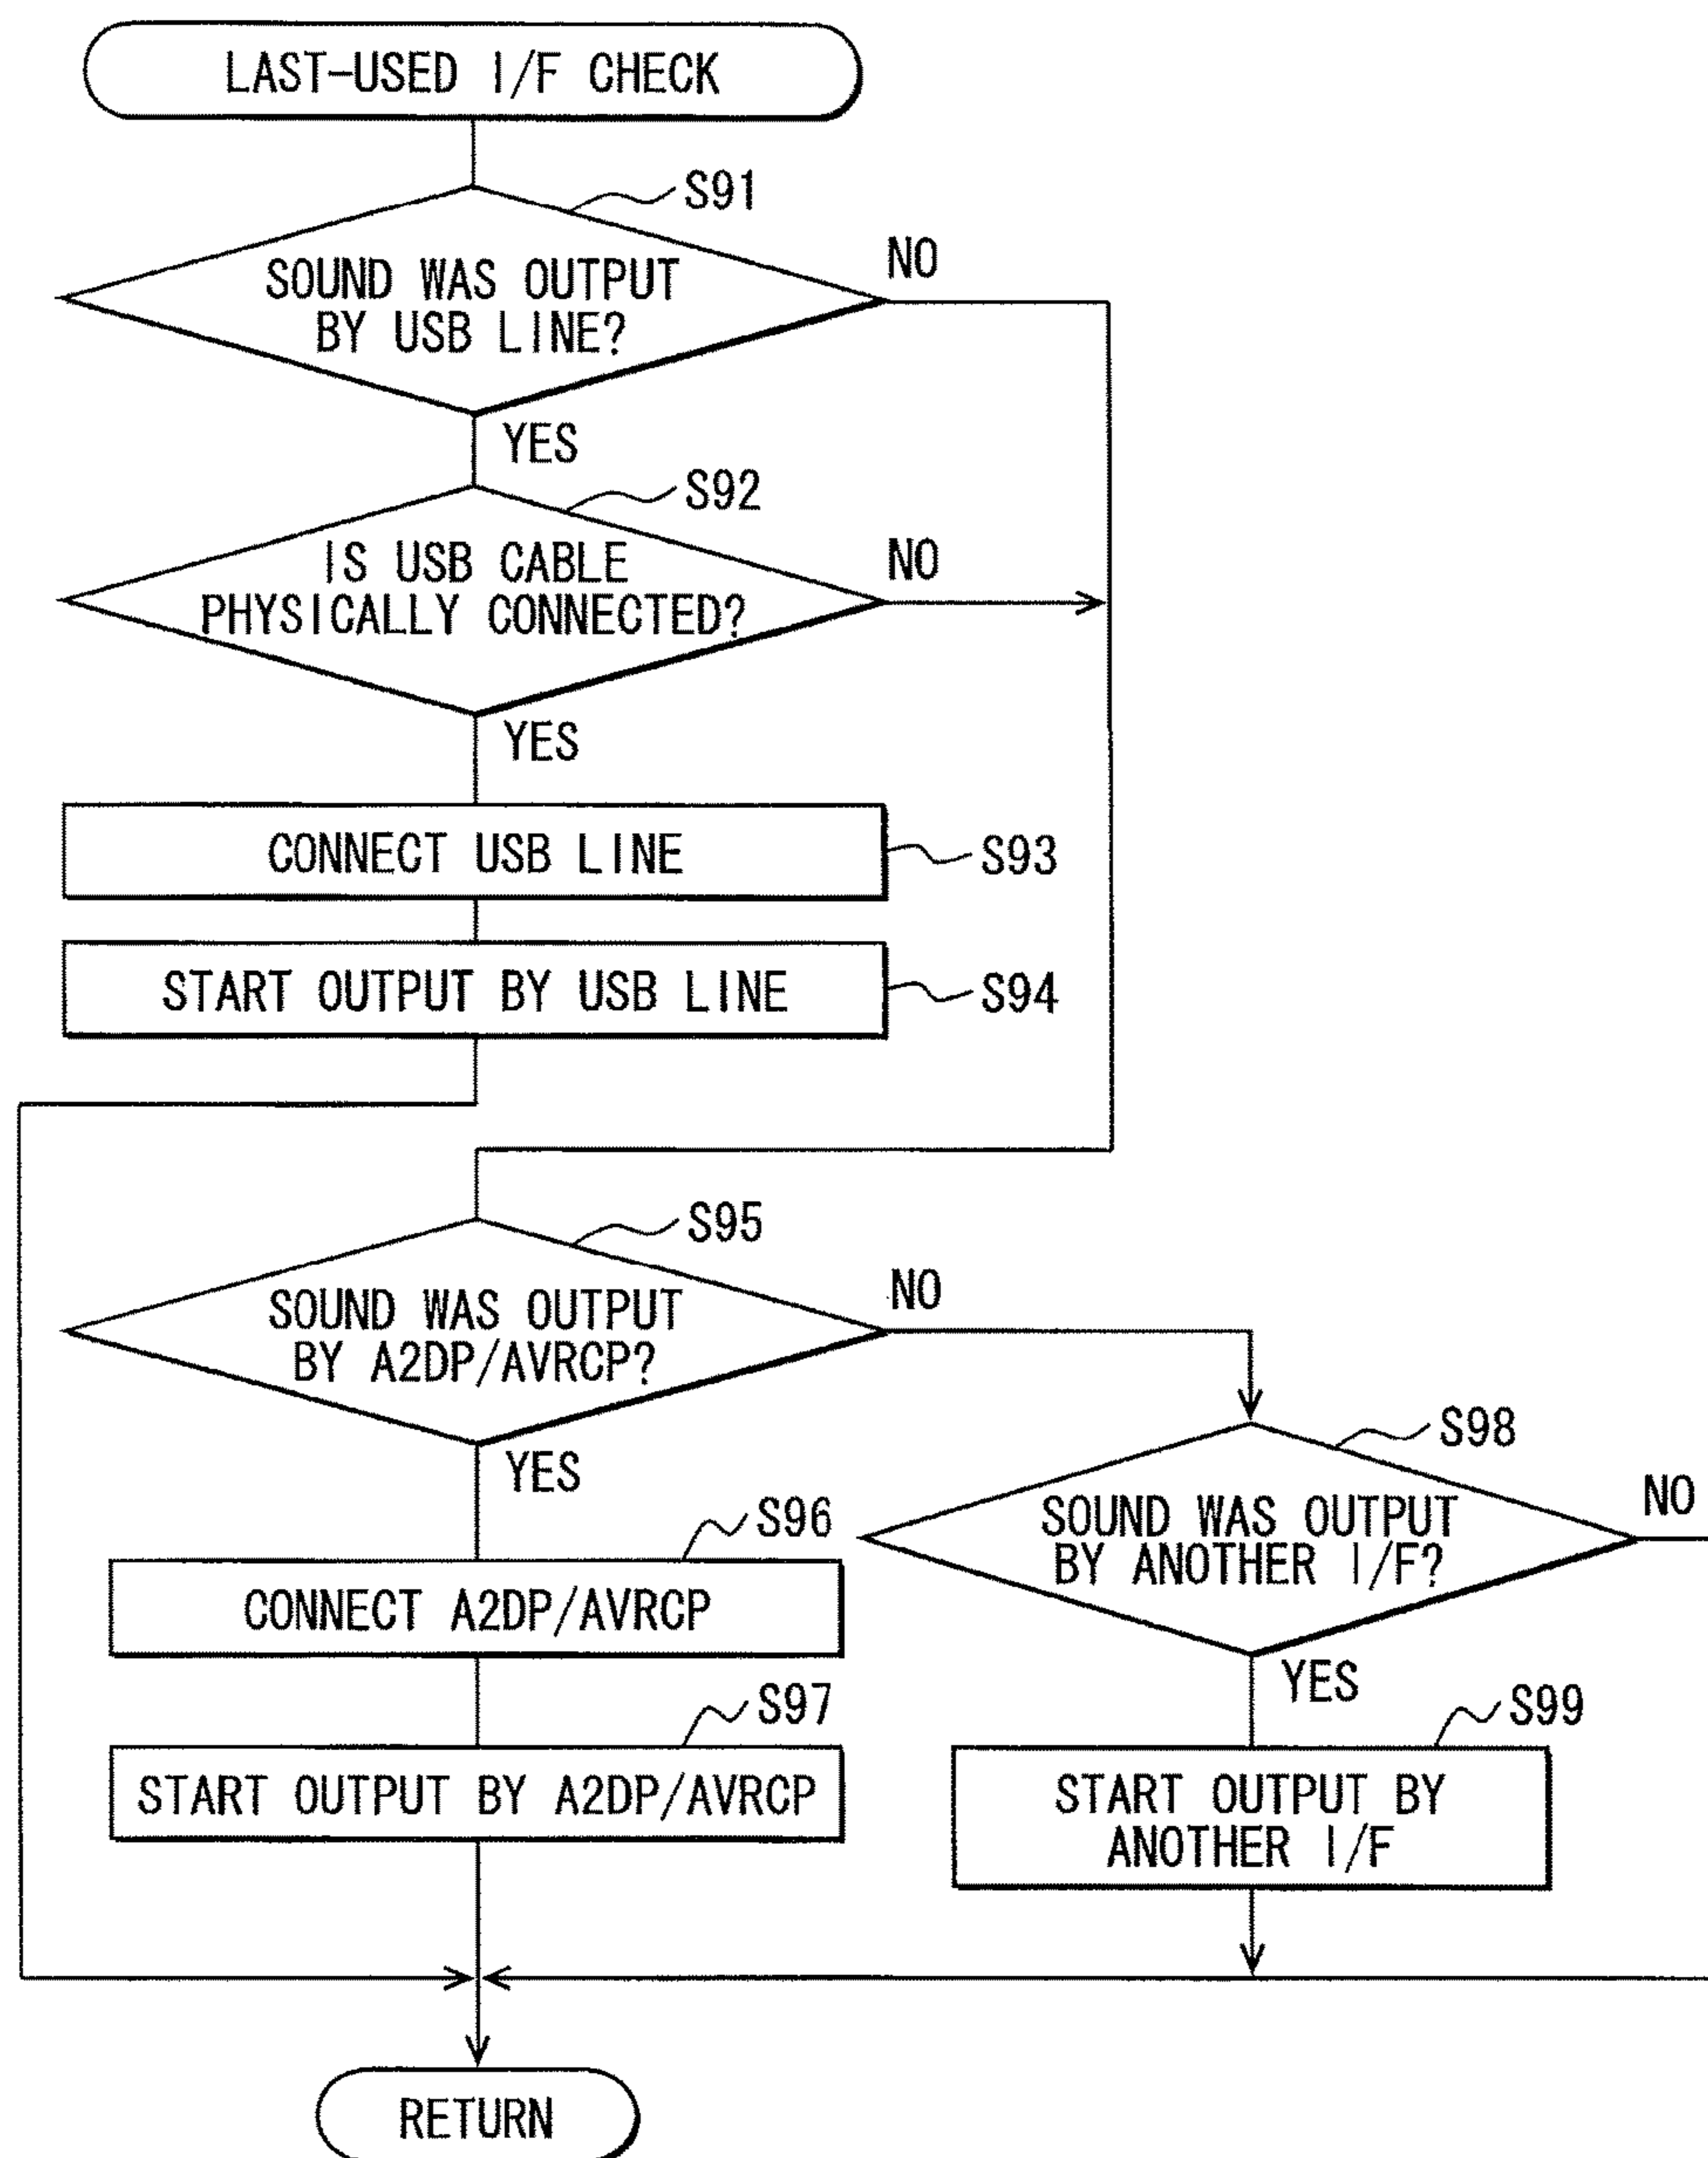 LAST-USED I/F CHECK
S91
SOUND WAS OUTPUT
BY USB LINE?
NO
YES
S92
IS USB CABLE
PHYSICALLY CONNECTED?
NO
YES
CONNECT USB LINE
S93
START OUTPUT BY USB LINE
S94
S95
SOUND WAS OUTPUT
BY A2DP/AVRCP?
NO
YES
S96
CONNECT A2DP/AVRCP
S97
START OUTPUT BY A2DP/AVRCP
S98
SOUND WAS OUTPUT
BY ANOTHER I/F?
NO
YES
S99
START OUTPUT BY
ANOTHER I/F
RETURN